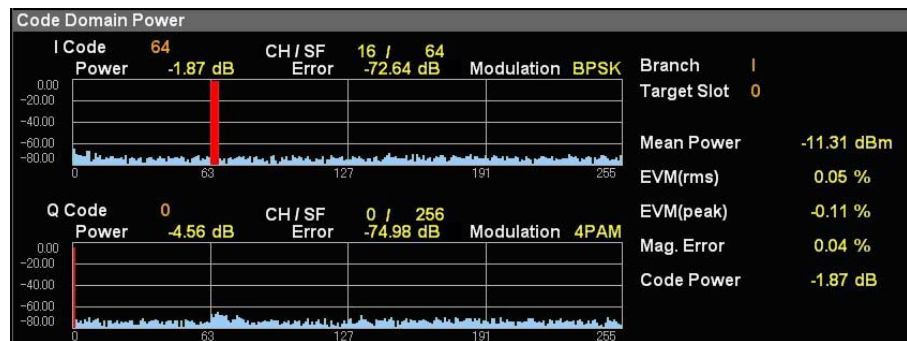 Code Domain Power
I Code 64 CH / SF 16 / 64
Power -1.87 dB Error -72.64 dB Modulation BPSK
0.00
-20.00
-40.00
-60.00
-80.00
0 63 127 191 255
Q Code 0 CH / SF 0 / 256
Power -4.56 dB Error -74.98 dB Modulation 4PAM
0.00
-20.00
-40.00
-60.00
-80.00
0 63 127 191 255
Branch I
Target Slot 0
Mean Power -11.31 dBm
EVM(rms) 0.05 %
EVM(peak) -0.11 %
Mag. Error 0.04 %
Code Power -1.87 dB